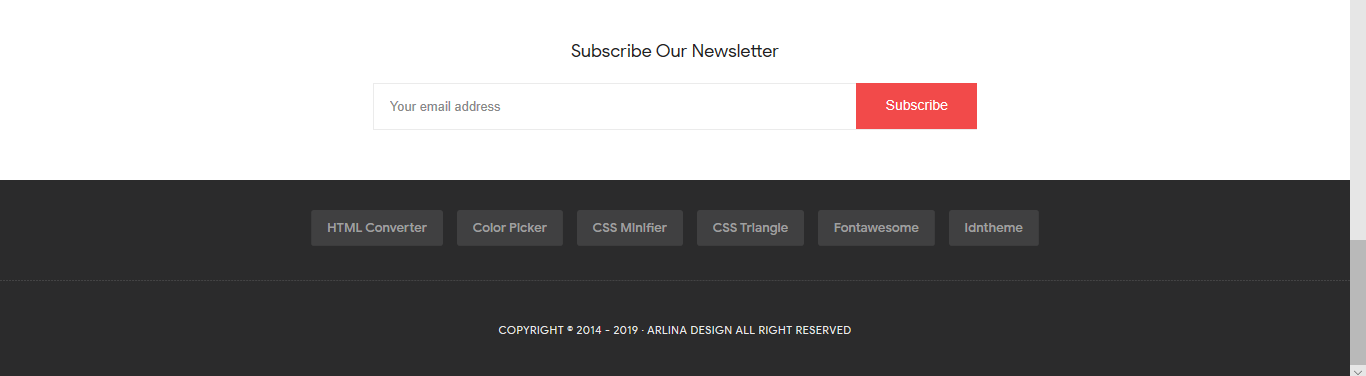 Subscribe Our Newsletter
Your email address
Subscribe
HTML Converter
Color Picker
CSS Minifier
CSS Triangle
Fontawesome
Idntheme
COPYRIGHT © 2014 - 2019 · ARLINA DESIGN ALL RIGHT RESERVED